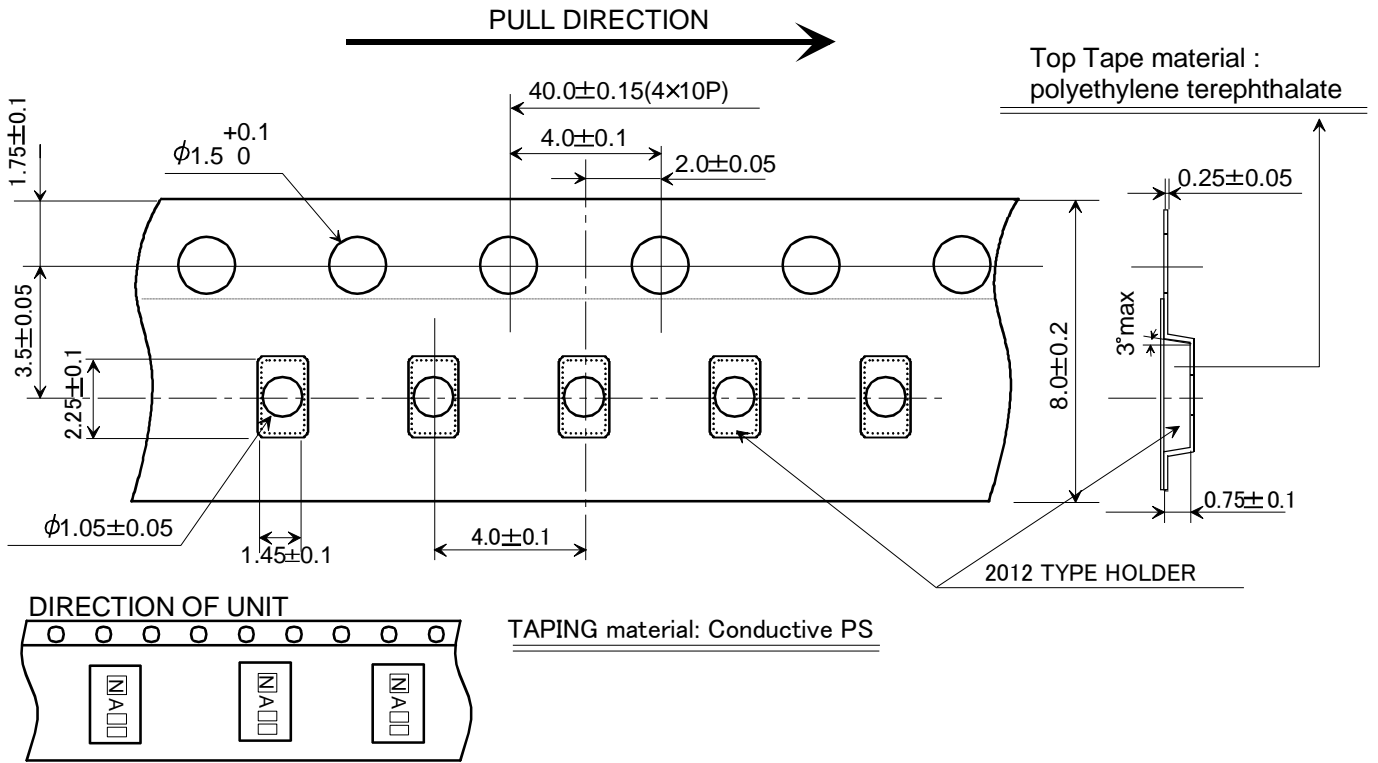 PULL DIRECTION
Top Tape material :
polyethylene terephthalate
40.0±0.15(4×10P)
1.75±0.1
+0.1
ϕ1.5 0
4.0±0.1
2.0±0.05
0.25±0.05
3.5±0.05
2.25±0.1
8.0±0.2
3°max
ϕ1.05±0.05
1.45±0.1
4.0±0.1
0.75±0.1
2012 TYPE HOLDER
DIRECTION OF UNIT
TAPING material: Conductive PS
NA□□
NA□□
NA□□